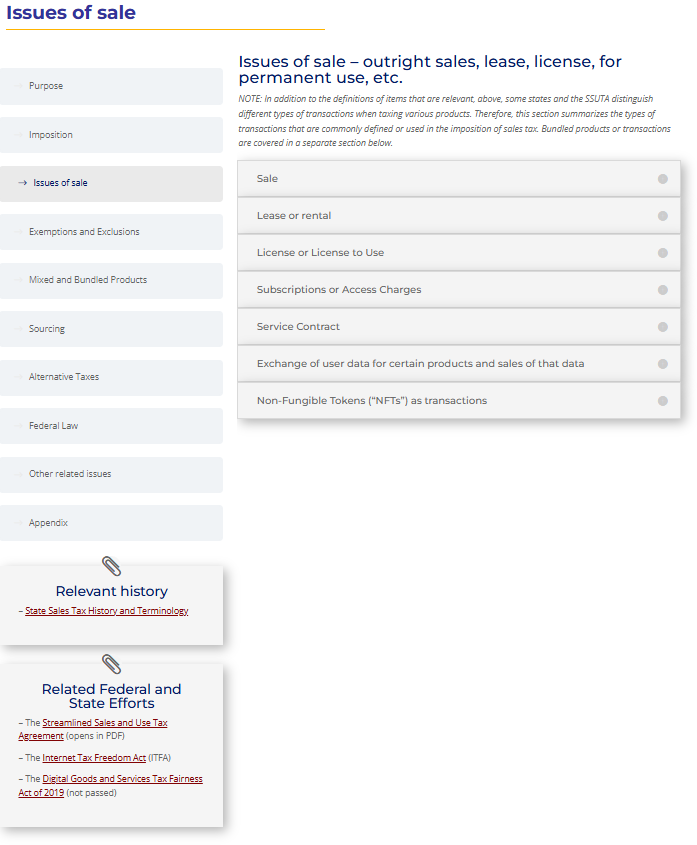 Issues of sale
Purpose
Imposition
→ Issues of sale
Exemptions and Exclusions
Mixed and Bundled Products
Sourcing
Alternative Taxes
Federal Law
Other related issues
Appendix
Relevant history
– State Sales Tax History and Terminology
Related Federal and
State Efforts
– The Streamlined Sales and Use Tax
Agreement (opens in PDF)
– The Internet Tax Freedom Act (ITFA)
– The Digital Goods and Services Tax Fairness
Act of 2019 (not passed)
Issues of sale – outright sales, lease, license, for
permanent use, etc.
NOTE: In addition to the definitions of items that are relevant, above, some states and the SSUTA distinguish
different types of transactions when taxing various products. Therefore, this section summarizes the types of
transactions that are commonly defined or used in the imposition of sales tax. Bundled products or transactions
are covered in a separate section below.
Sale
Lease or rental
License or License to Use
Subscriptions or Access Charges
Service Contract
Exchange of user data for certain products and sales of that data
Non-Fungible Tokens (“NFTs”) as transactions